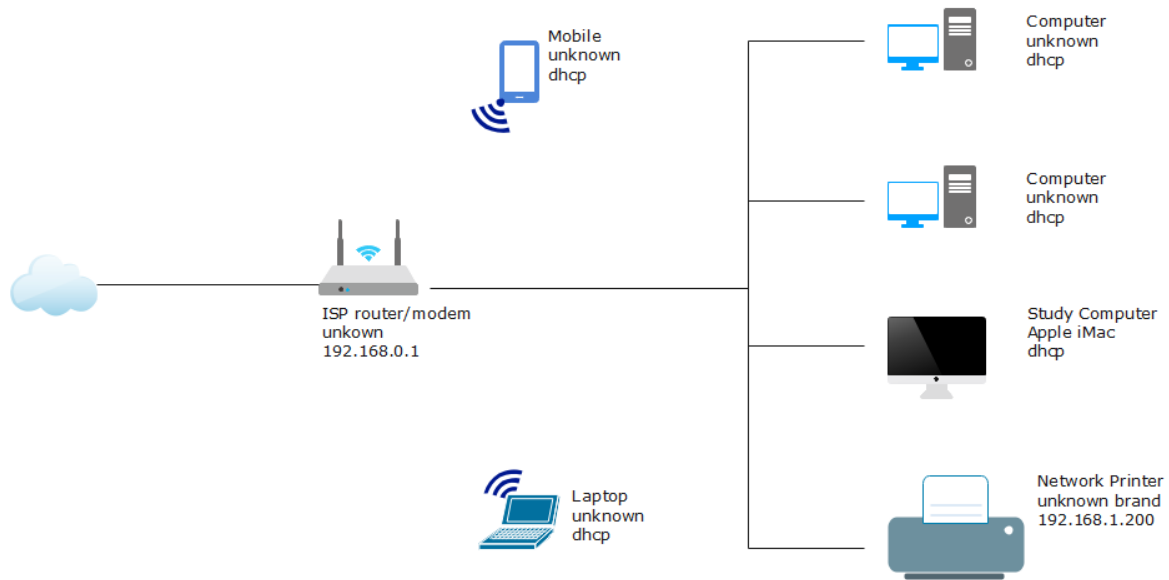 Mobile
unknown
dhcp
Computer
unknown
dhcp
Computer
unknown
dhcp
ISP router/modem
unkown
192.168.0.1
Study Computer
Apple iMac
dhcp
Laptop
unknown
dhcp
Network Printer
unknown brand
192.168.1.200